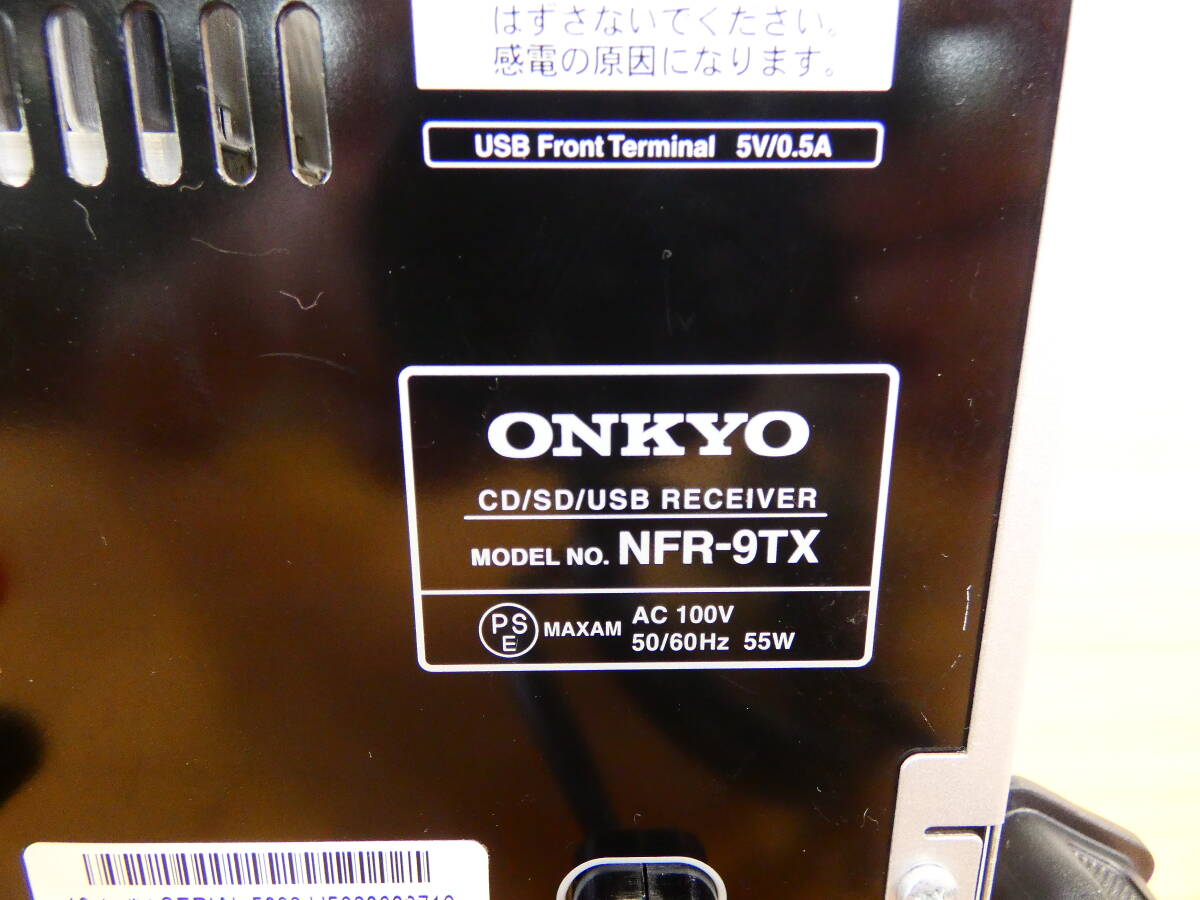 はずさないでください。
感電の原因になります。
USB Front Terminal 5V/0.5A
ONKYO
CD/SD/USB RECEIVER
MODEL NO. NFR-9TX
PSE MAXAM AC 100V
50/60Hz 55W